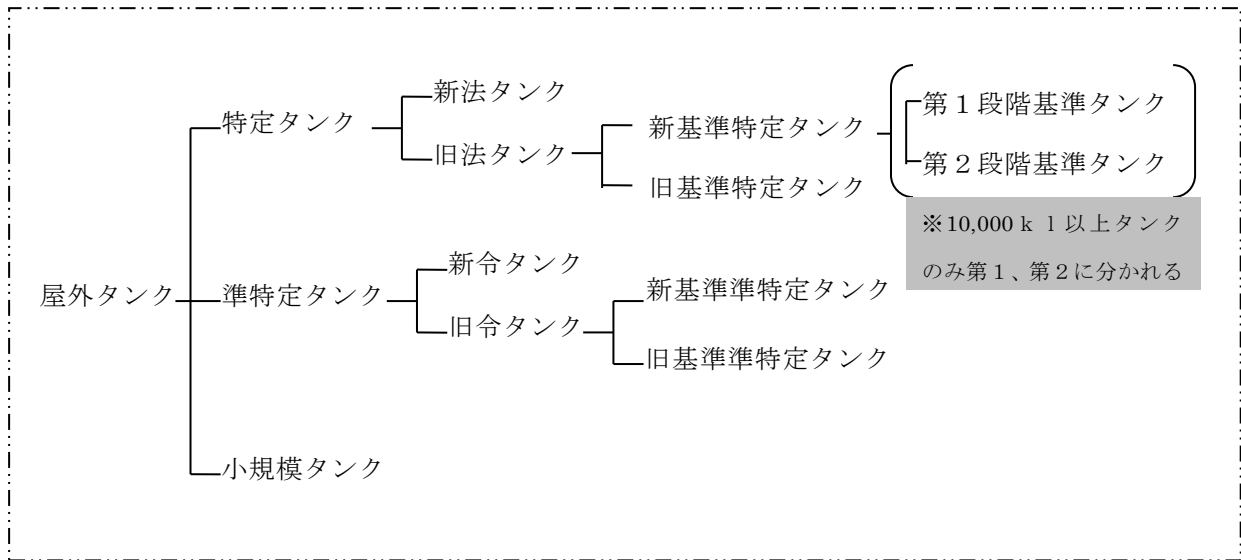 屋外タンク
特定タンク
新法タンク
旧法タンク
新基準特定タンク
第１段階基準タンク
第２段階基準タンク
※10,000ｋｌ以上タンク
のみ第１、第２に分かれる
旧基準特定タンク
準特定タンク
新令タンク
旧令タンク
新基準準特定タンク
旧基準準特定タンク
小規模タンク